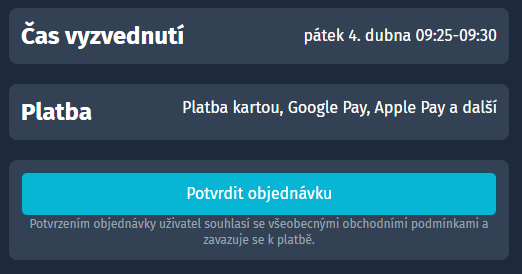 Čas vyzvednutí
pátek 4. dubna 09:25-09:30
Platba
Platba kartou, Google Pay, Apple Pay a další
Potvrdit objednávku
Potvrzením objednávky uživatel souhlasí se všeobecnými obchodními podmínkami a
zavazuje se k platbě.